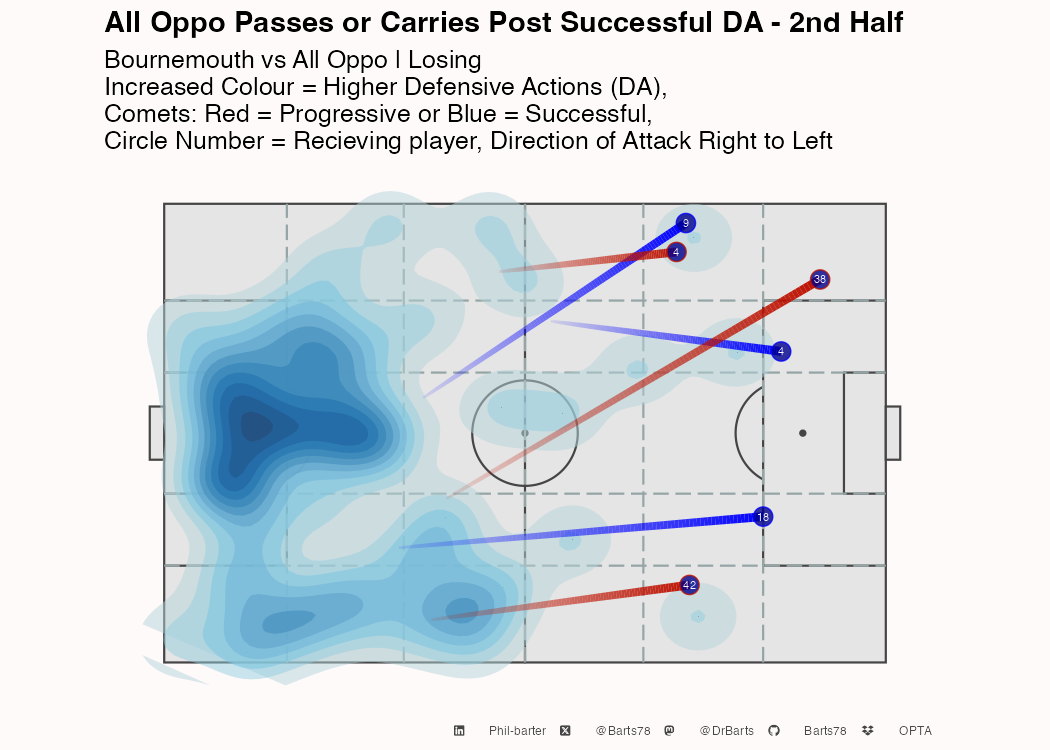 All Oppo Passes or Carries Post Successful DA - 2nd Half
Bournemouth vs All Oppo | Losing
Increased Colour = Higher Defensive Actions (DA),
Comets: Red = Progressive or Blue = Successful,
Circle Number = Recieving player, Direction of Attack Right to Left
9
4
38
4
18
42
Phil-barter @Barts78 @DrBarts Barts78 OPTA